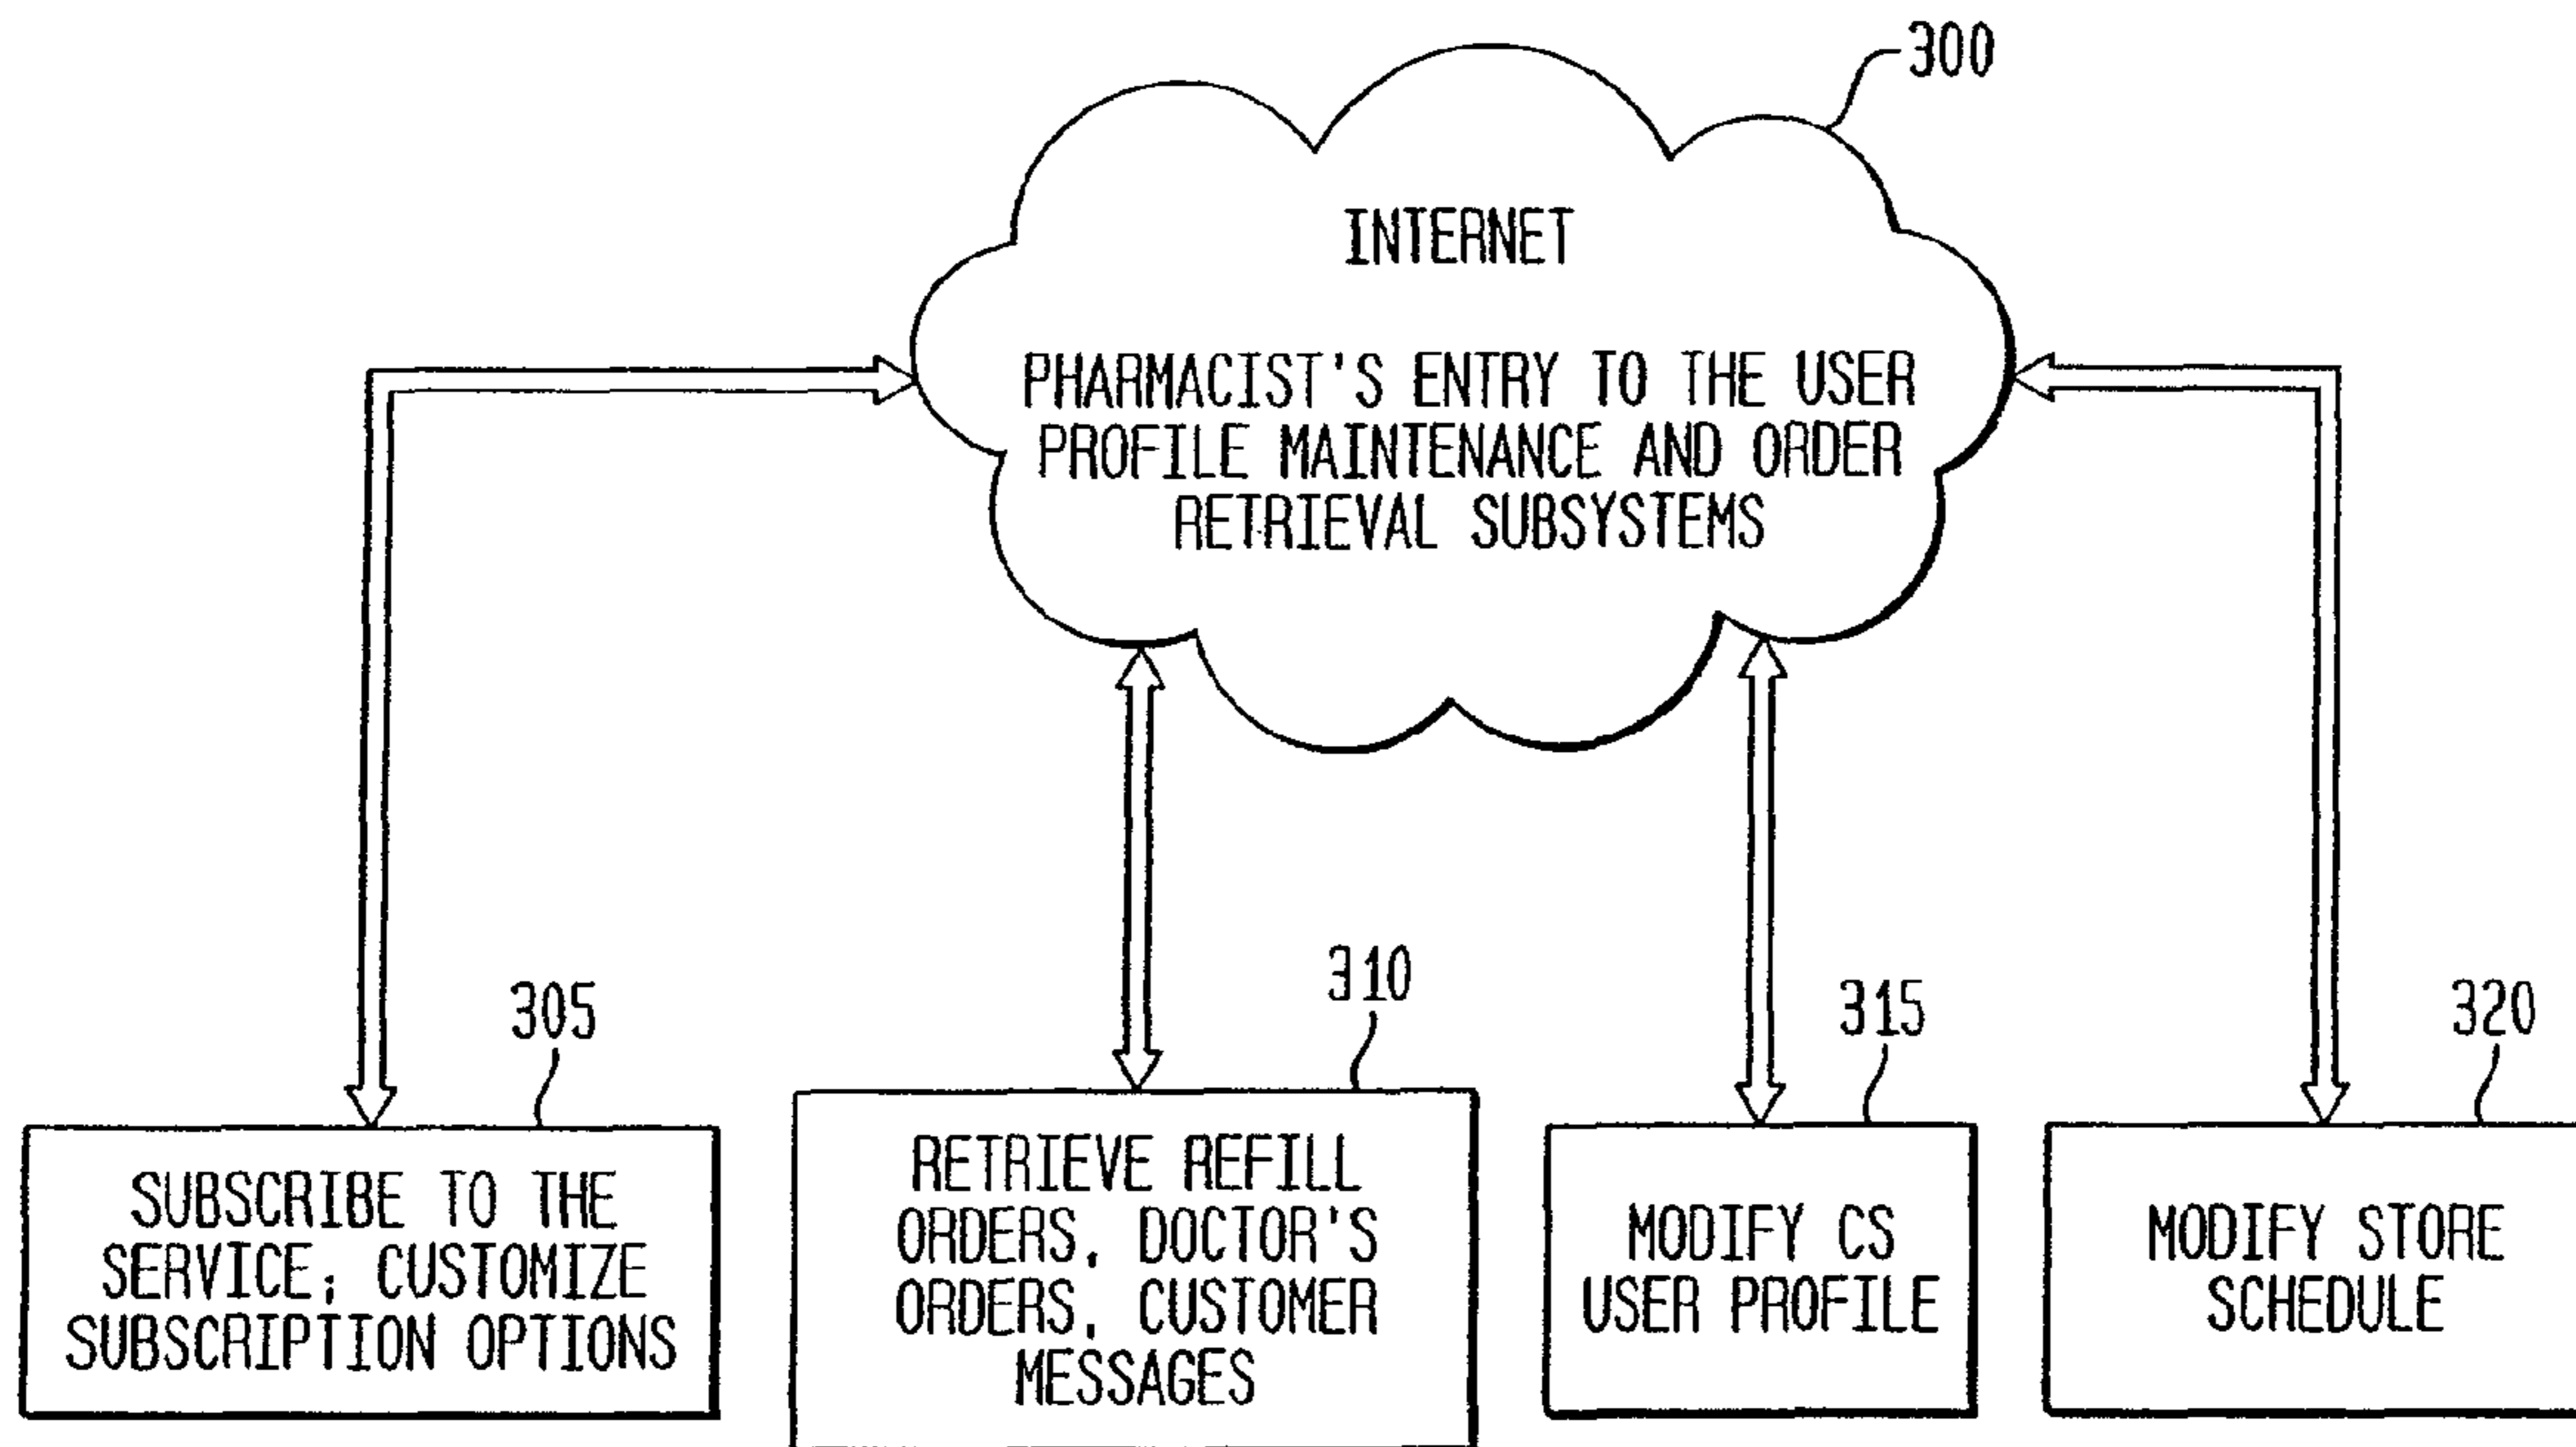 300
INTERNET
PHARMACIST'S ENTRY TO THE USER
PROFILE MAINTENANCE AND ORDER
RETRIEVAL SUBSYSTEMS
305
310
315
320
SUBSCRIBE TO THE
SERVICE; CUSTOMIZE
SUBSCRIPTION OPTIONS
RETRIEVE REFILL
ORDERS, DOCTOR'S
ORDERS, CUSTOMER
MESSAGES
MODIFY CS
USER PROFILE
MODIFY STORE
SCHEDULE